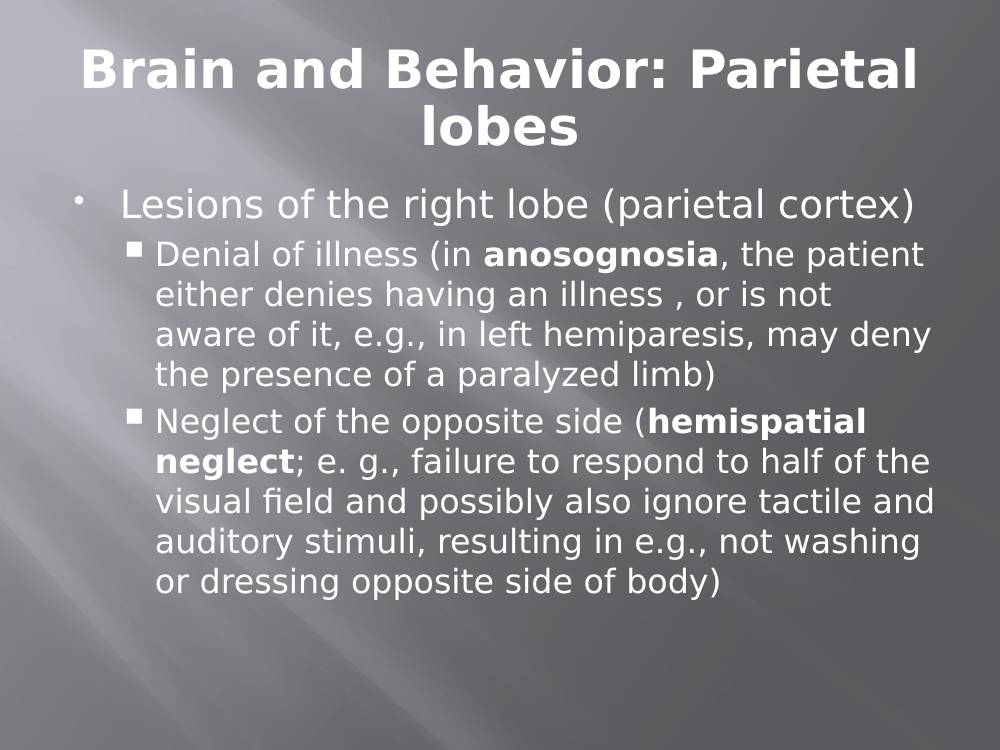 Brain and Behavior: Parietal
lobes
• Lesions of the right lobe (parietal cortex)
■ Denial of illness (in anosognosia, the patient
either denies having an illness , or is not
aware of it, e.g., in left hemiparesis, may deny
the presence of a paralyzed limb)
■ Neglect of the opposite side (hemispatial
neglect; e. g., failure to respond to half of the
visual field and possibly also ignore tactile and
auditory stimuli, resulting in e.g., not washing
or dressing opposite side of body)